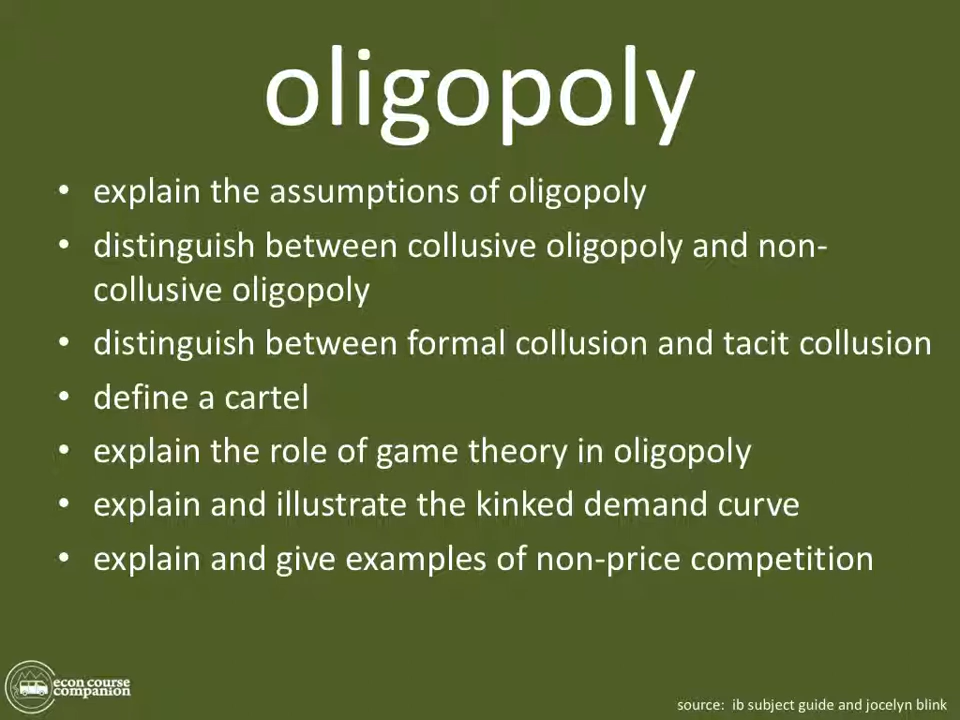 oligopoly
• explain the assumptions of oligopoly
• distinguish between collusive oligopoly and non-
collusive oligopoly
• distinguish between formal collusion and tacit collusion
• define a cartel
• explain the role of game theory in oligopoly
• explain and illustrate the kinked demand curve
• explain and give examples of non-price competition
econ course
companion
source: ib subject guide and jocelyn blink